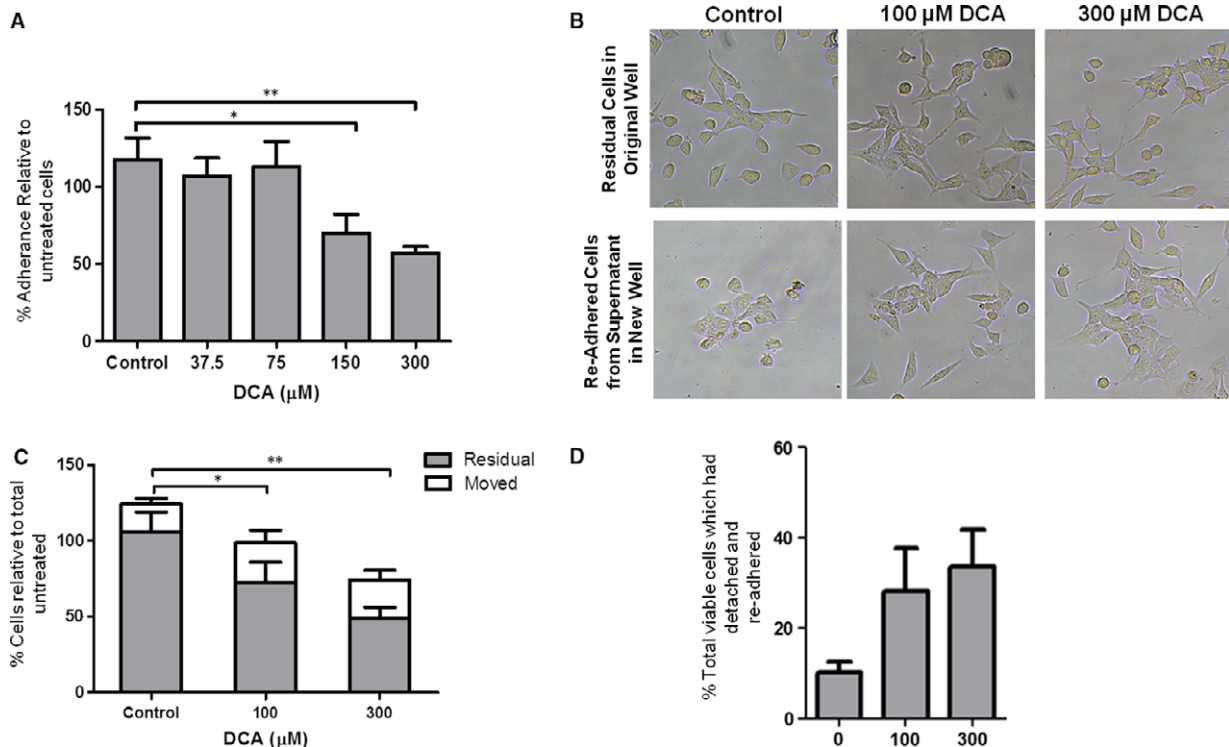 A
% Adherance Relative to
untreated cells
150
100
50
0
**
*
Control 37.5 75 150 300
DCA (µM)
B
Control 100 µM DCA 300 µM DCA
Residual Cells in
Original Well
Re-Adhered Cells
from Supernatant
in New Well
C
% Cells relative to total
untreated
150
100
50
0
**
*
Residual
Moved
Control 100 300
DCA (µM)
D
% Total viable cells which had
detached and
re-adhered
60
40
20
0
0 100 300